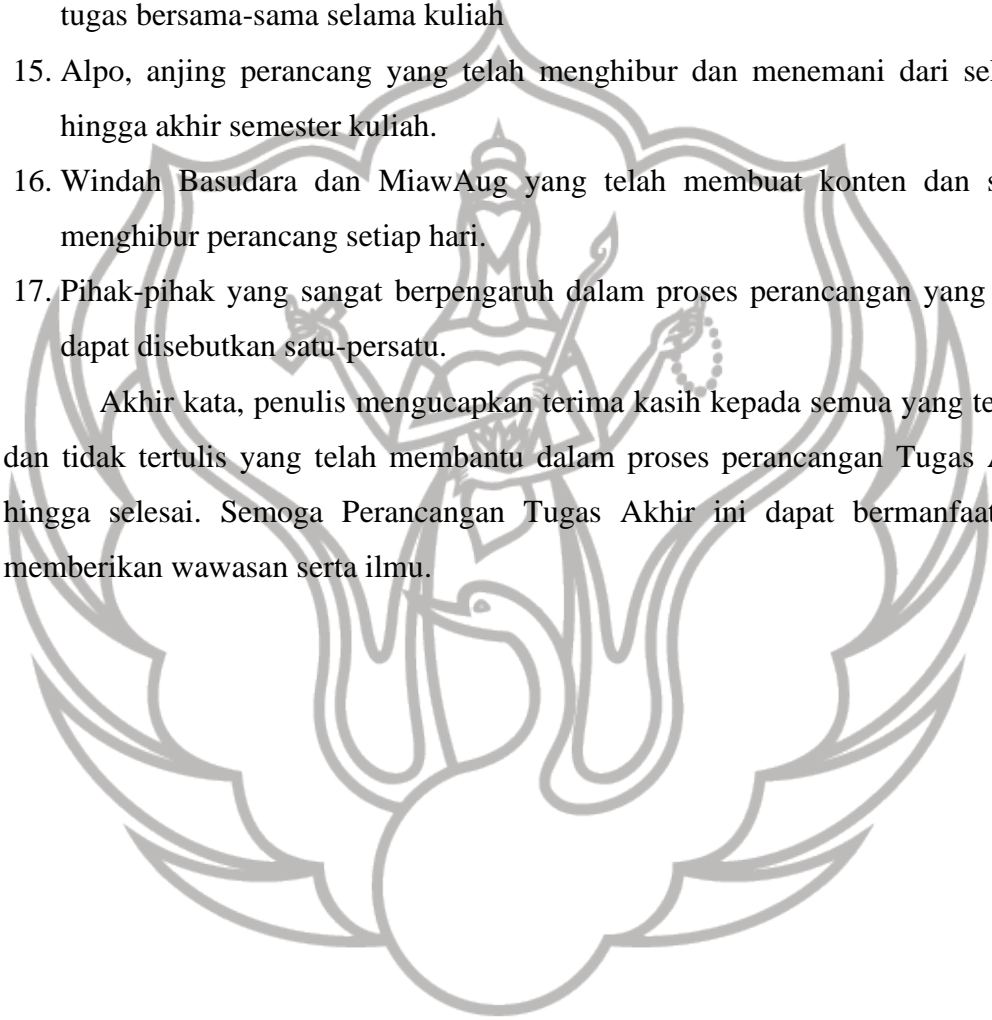 tugas bersama-sama selama kuliah
15. Alpo, anjing perancang yang telah menghibur dan menemani dari
hingga akhir semester kuliah.
16. Windah Basudara dan MiawAug yang telah membuat konten dan
menghibur perancang setiap hari.
17. Pihak-pihak yang sangat berpengaruh dalam proses perancangan yang
dapat disebutkan satu-persatu.
Akhir kata, penulis mengucapkan terima kasih kepada semua yang
dan tidak tertulis yang telah membantu dalam proses perancangan Tugas
hingga selesai. Semoga Perancangan Tugas Akhir ini dapat bermanfaat
memberikan wawasan serta ilmu.